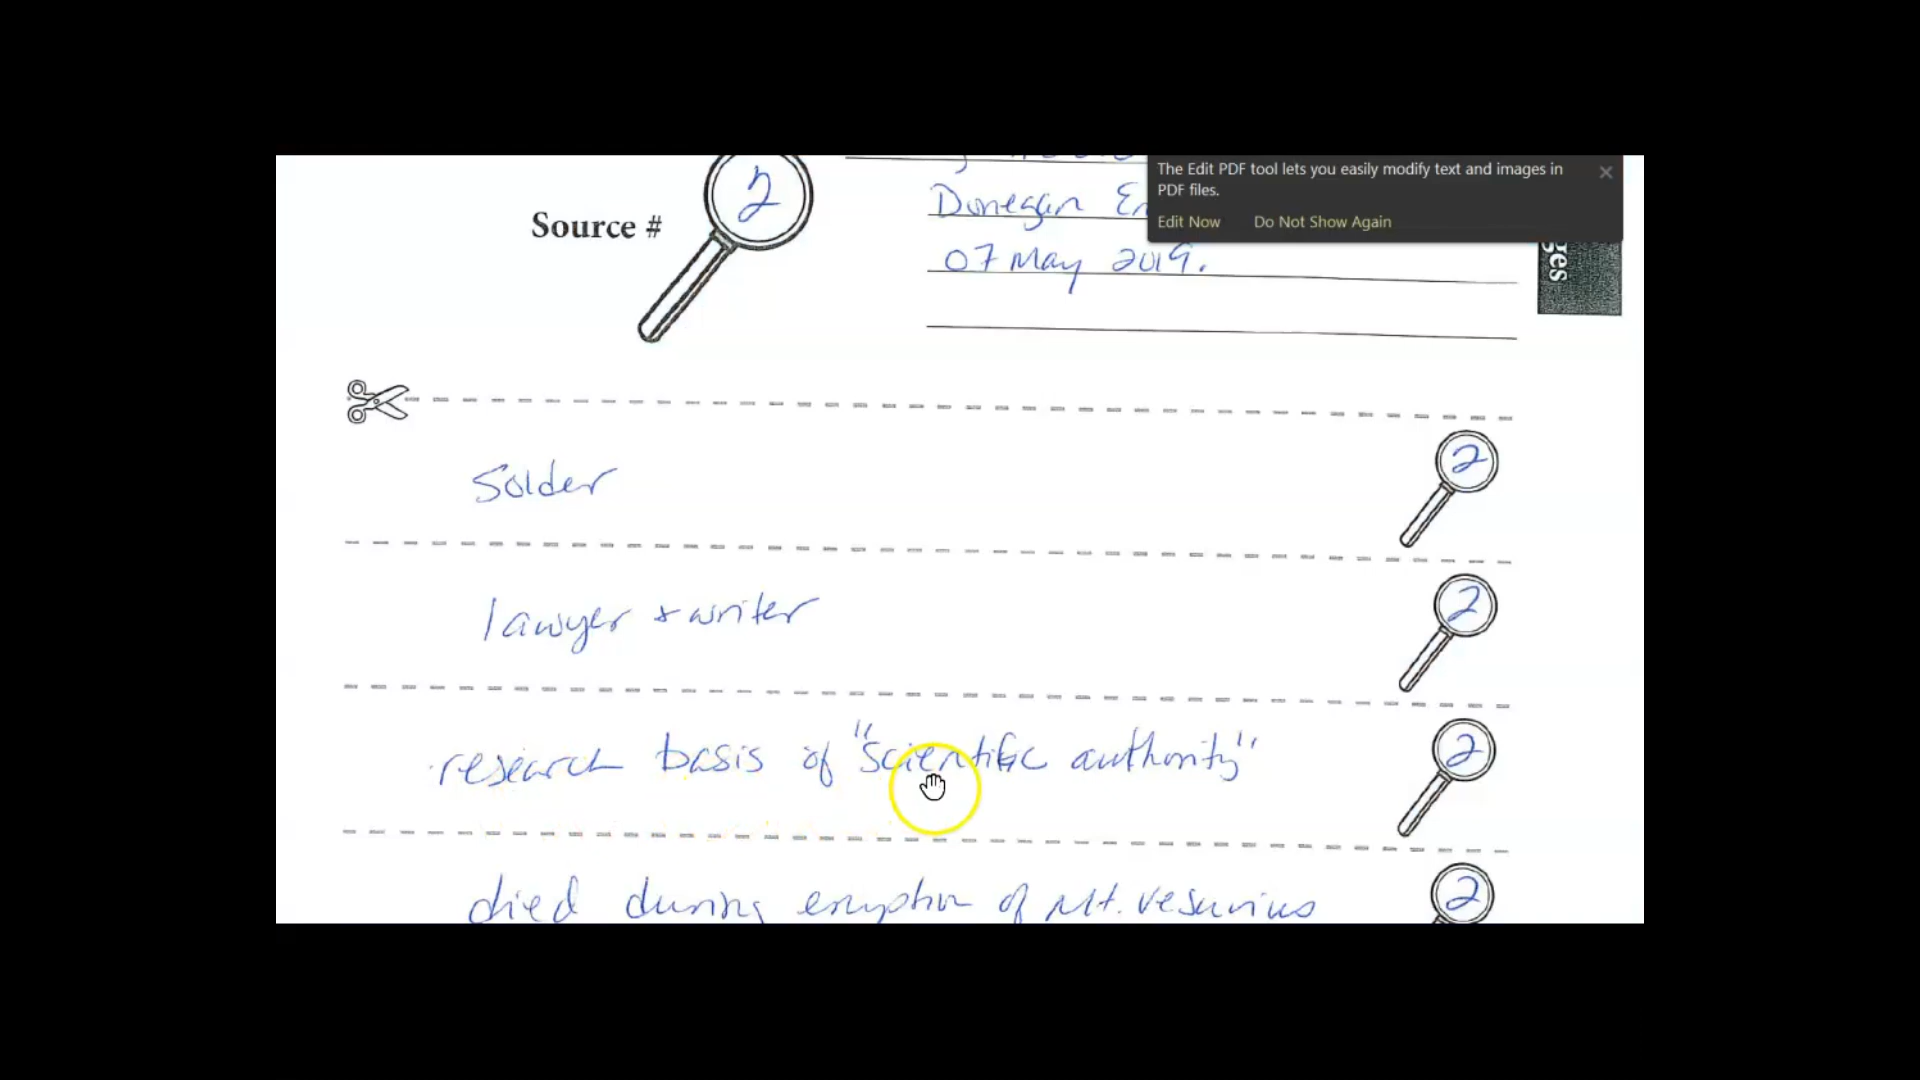 The Edit PDF tool lets you easily modify text and images in
PDF files.
Edit Now Do Not Show Again
Source # 2
Donegan
07 May 2019.
ges
solder 2
lawyer & writer 2
research basis of "scientific authority" 2
died during eruption of Mt. Vesuvius 2